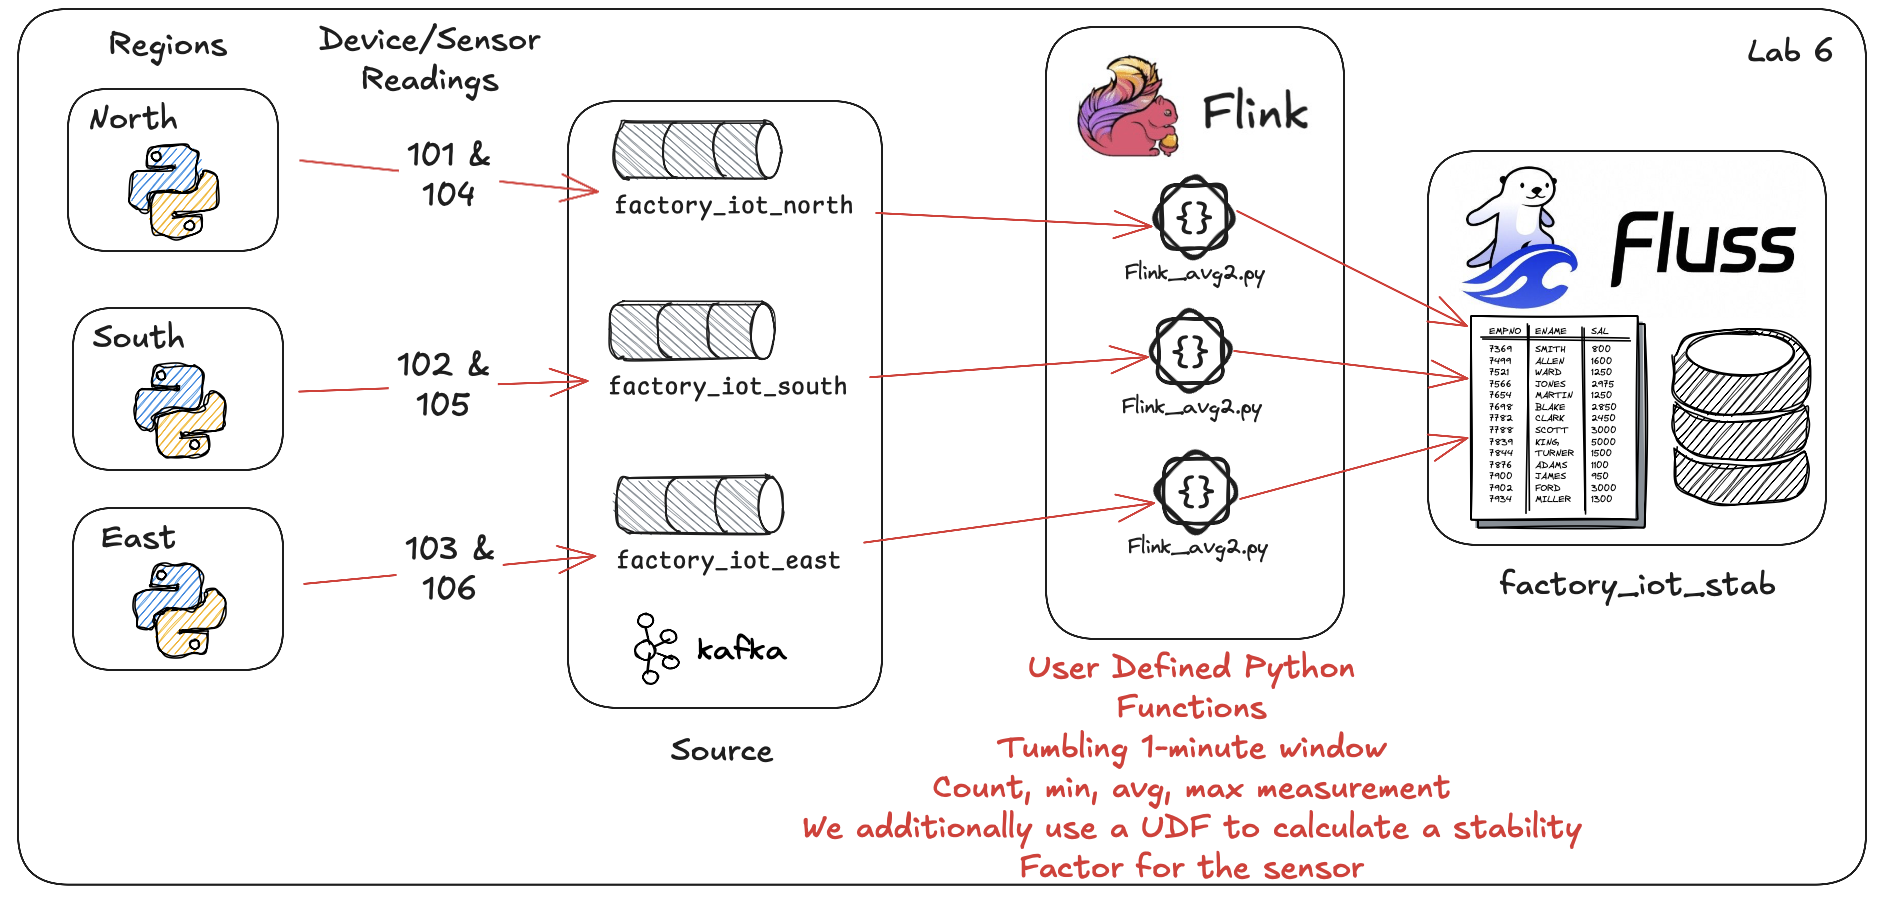 Regions
Device/Sensor
Readings
Lab 6
North
101 &
104
factory_iot_north
South
102 &
105
factory_iot_south
East
103 &
106
factory_iot_east
kafka
Source
Flink
{}
Flink_avg2.py
{}
Flink_avg2.py
{}
Flink_avg2.py
Fluss
EMPNO ENAME SAL
7369 SMITH 800
7499 ALLEN 1600
7521 WARD 1250
7566 JONES 2975
7654 MARTIN 1250
7698 BLAKE 2850
7782 CLARK 2450
7788 SCOTT 3000
7839 KING 5000
7844 TURNER 1500
7876 ADAMS 1100
7900 JAMES 950
7902 FORD 3000
7934 MILLER 1300
factory_iot_stab
User Defined Python
Functions
Tumbling 1-minute window
Count, min, avg, max measurement
We additionally use a UDF to calculate a stability
Factor for the sensor